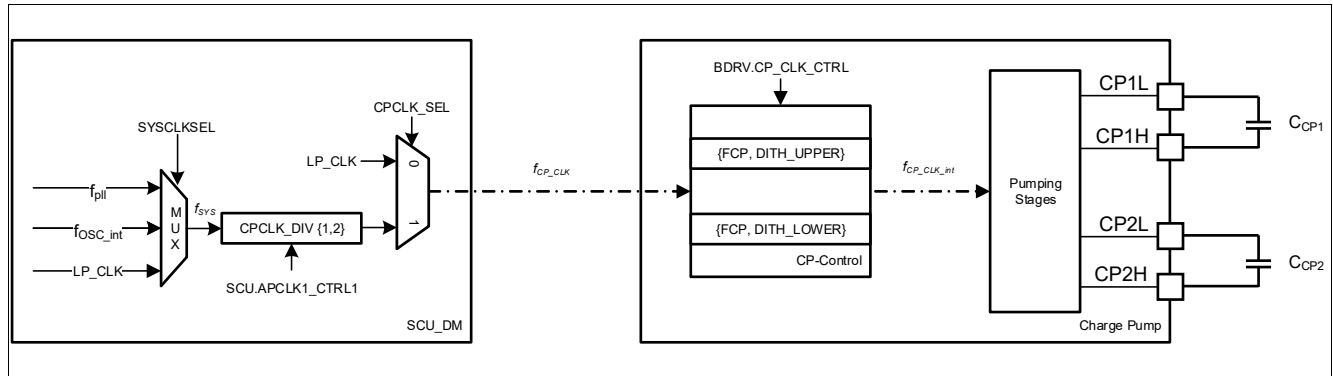 SYSCLKSEL
f_pll
f_OSC_int
LP_CLK
MUX
f_SYS
CPCLK_DIV {1,2}
SCU.APCLK1_CTRL1
CPCLK_SEL
LP_CLK
0
1
SCU_DM
f_CP_CLK
BDRV.CP_CLK_CTRL
{FCP, DITH_UPPER}
{FCP, DITH_LOWER}
CP-Control
f_CP_CLK_int
Pumping
Stages
CP1L
CP1H
CP2L
CP2H
Charge Pump
C_CP1
C_CP2